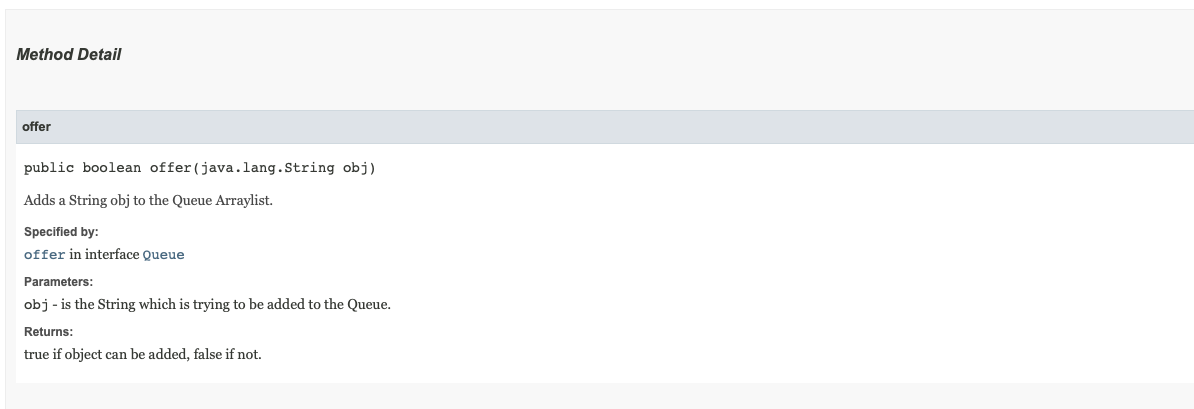 Method Detail
offer
public boolean offer(java.lang.String obj)
Adds a String obj to the Queue Arraylist.
Specified by:
offer in interface Queue
Parameters:
obj - is the String which is trying to be added to the Queue.
Returns:
true if object can be added, false if not.